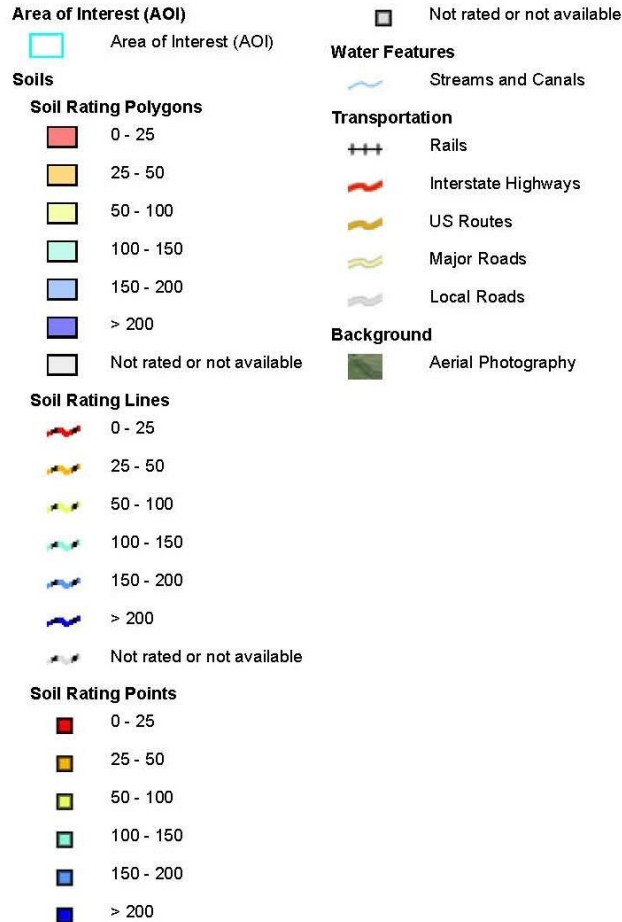 Area of Interest (AOI)
Area of Interest (AOI)
Soils
Soil Rating Polygons
0 - 25
25 - 50
50 - 100
100 - 150
150 - 200
> 200
Not rated or not available
Soil Rating Lines
0 - 25
25 - 50
50 - 100
100 - 150
150 - 200
> 200
Not rated or not available
Soil Rating Points
0 - 25
25 - 50
50 - 100
100 - 150
150 - 200
> 200
Not rated or not available
Water Features
Streams and Canals
Transportation
Rails
Interstate Highways
US Routes
Major Roads
Local Roads
Background
Aerial Photography